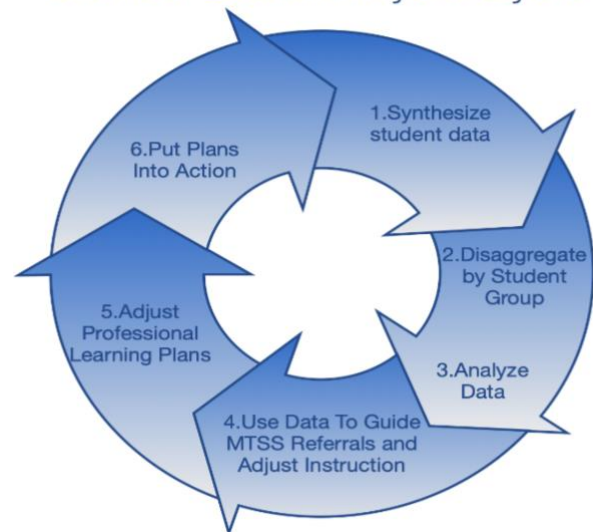 1.Synthesize
student data
2.Disaggregate
by Student
Group
3.Analyze
Data
4.Use Data To Guide
MTSS Referrals and
Adjust Instruction
5.Adjust
Professional
Learning Plans
6.Put Plans
Into Action